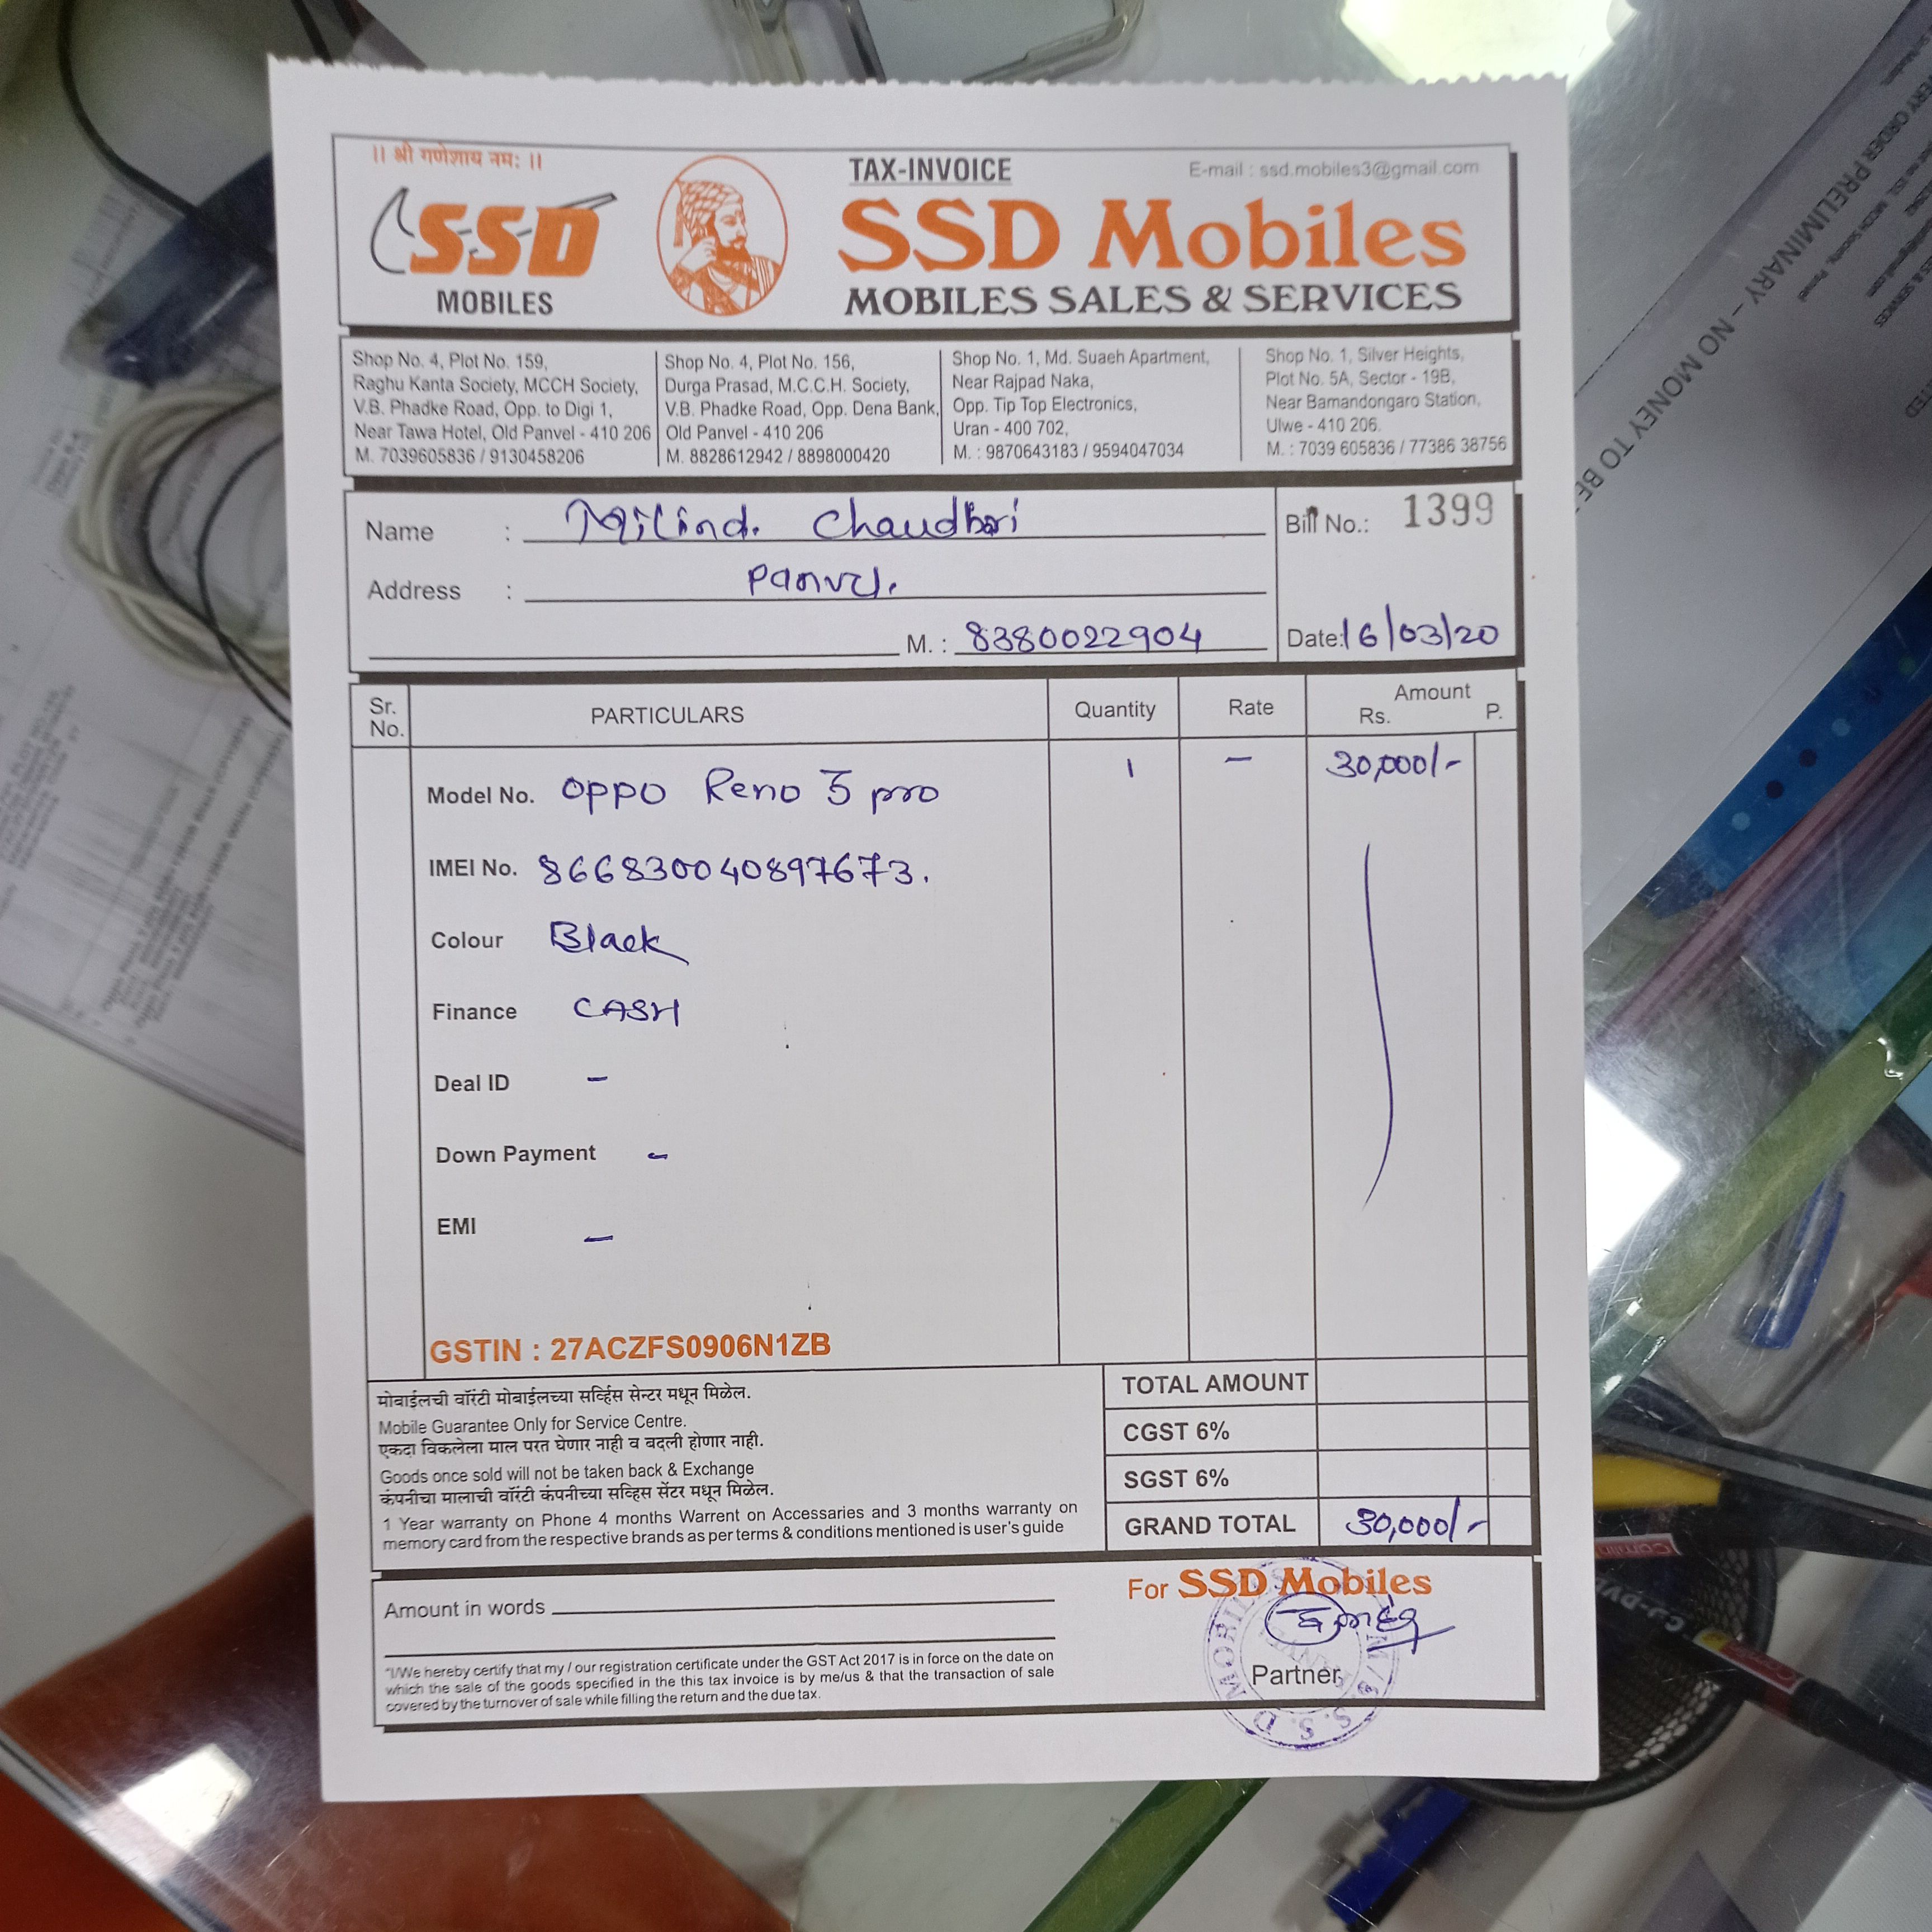 ।। श्री गणेशाय नमः ।।
SSD
MOBILES
TAX-INVOICE
E-mail : ssd.mobiles3@gmail.com
SSD Mobiles
MOBILES SALES & SERVICES
Shop No. 4, Plot No. 159,
Raghu Kanta Society, MCCH Society,
V.B. Phadke Road, Opp. to Digi 1,
Near Tawa Hotel, Old Panvel - 410 206
M. 7039605836 / 9130458206
Shop No. 4, Plot No. 156,
Durga Prasad, M.C.C.H. Society,
V.B. Phadke Road, Opp. Dena Bank,
Old Panvel - 410 206
M. 8828612942 / 8898000420
Shop No. 1, Md. Suaeh Apartment,
Near Rajpad Naka,
Opp. Tip Top Electronics,
Uran - 400 702,
M. : 9870643183 / 9594047034
Shop No. 1, Silver Heights,
Plot No. 5A, Sector - 19B,
Near Bamandongaro Station,
Ulwe - 410 206.
M. : 7039 605836 / 77386 38756
Name : Milind. Chaudhari
Bill No.: 1399
Address : Panvel.
M. : 8380022904
Date: 16/03/20
Sr. No. PARTICULARS Quantity Rate Amount Rs. P.
Model No. oppo Reno 3 pro 1 – 30,000/-
IMEI No. 866830040897673.
Colour Black
Finance CASH
Deal ID –
Down Payment –
EMI –
GSTIN : 27ACZFS0906N1ZB
मोबाईलची वॉरंटी मोबाईलच्या सर्व्हिस सेन्टर मधून मिळेल.
Mobile Guarantee Only for Service Centre.
एकदा विकलेला माल परत घेणार नाही व बदली होणार नाही.
Goods once sold will not be taken back & Exchange
कंपनीचा मालाची वॉरंटी कंपनीच्या सव्हिस सेंटर मधून मिळेल.
1 Year warranty on Phone 4 months Warrent on Accessaries and 3 months warranty on
memory card from the respective brands as per terms & conditions mentioned is user's guide
TOTAL AMOUNT
CGST 6%
SGST 6%
GRAND TOTAL 30,000/-
Amount in words
"I/We hereby certify that my / our registration certificate under the GST Act 2017 is in force on the date on
which the sale of the goods specified in the this tax invoice is by me/us & that the transaction of sale
covered by the turnover of sale while filling the return and the due tax.
For SSD Mobiles
Partner
M/S. S.S.D MOBILES
NO MONEY TO BE
ERY ORDER PRELIMINARY –